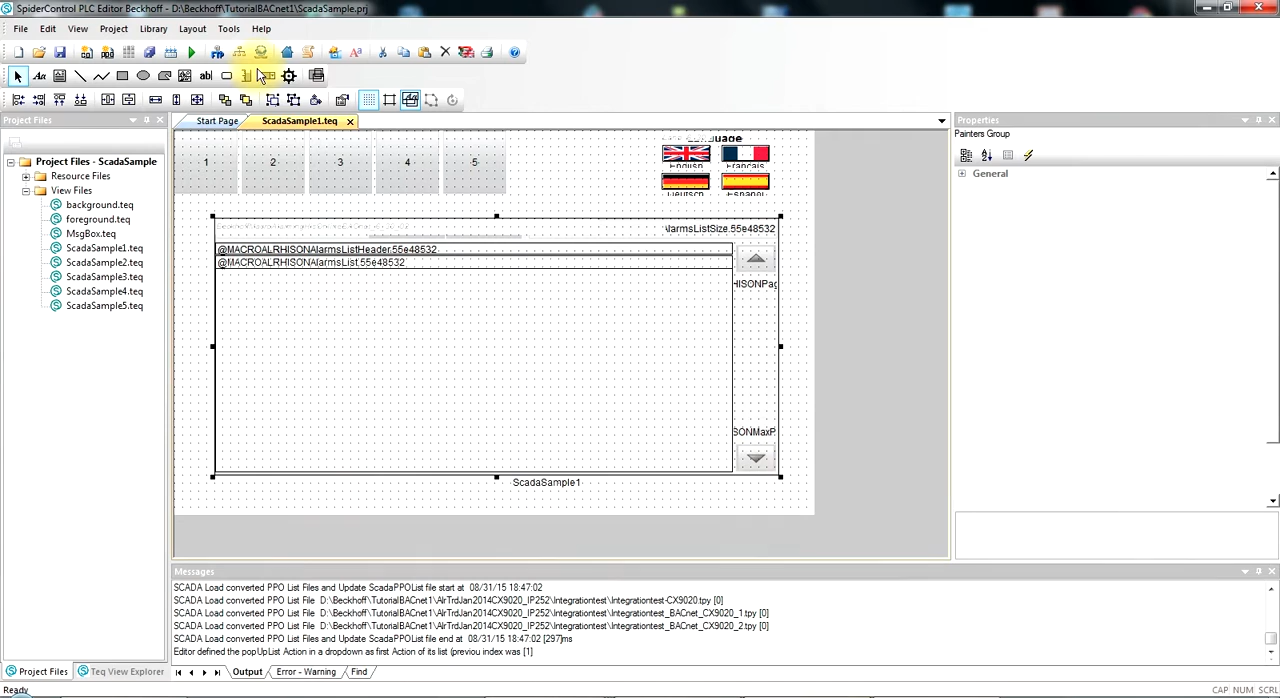 SpiderControl PLC Editor Beckhoff - D:\Beckhoff\TutorialBACnet1\ScadaSample.prj
File Edit View Project Library Layout Tools Help
Project Files
Start Page ScadaSample1.teq
Properties
Painters Group
General
Project Files - ScadaSample
Resource Files
View Files
background.teq
foreground.teq
MsgBox.teq
ScadaSample1.teq
ScadaSample2.teq
ScadaSample3.teq
ScadaSample4.teq
ScadaSample5.teq
1 2 3 4 5
English Francais
Deutsch Espanol
AlarmsListSize.55e48532
@MACROALRHISONAlarmsListHeader.55e48532
@MACROALRHISONAlarmsList.55e48532
HISONPag
SONMaxP
ScadaSample1
Messages
SCADA Load converted PPO List Files and Update ScadaPPOList file start at 08/31/15 18:47:02
SCADA Load converted PPO List File D:\Beckhoff\TutorialBACnet1\AlrTrdJan2014CX9020_IP252\Integrationtest\Integrationtest-CX9020.tpy [0]
SCADA Load converted PPO List File D:\Beckhoff\TutorialBACnet1\AlrTrdJan2014CX9020_IP252\Integrationtest\Integrationtest_BACnet_CX9020_1.tpy [0]
SCADA Load converted PPO List File D:\Beckhoff\TutorialBACnet1\AlrTrdJan2014CX9020_IP252\Integrationtest\Integrationtest_BACnet_CX9020_2.tpy [0]
SCADA Load converted PPO List Files and Update ScadaPPOList file end at 08/31/15 18:47:02 [297]ms
Editor defined the popUpList Action in a dropdown as first Action of its list (previou index was [1]
Project Files Teq View Explorer
Output Error - Warning Find
Ready
CAP NUM SCRL